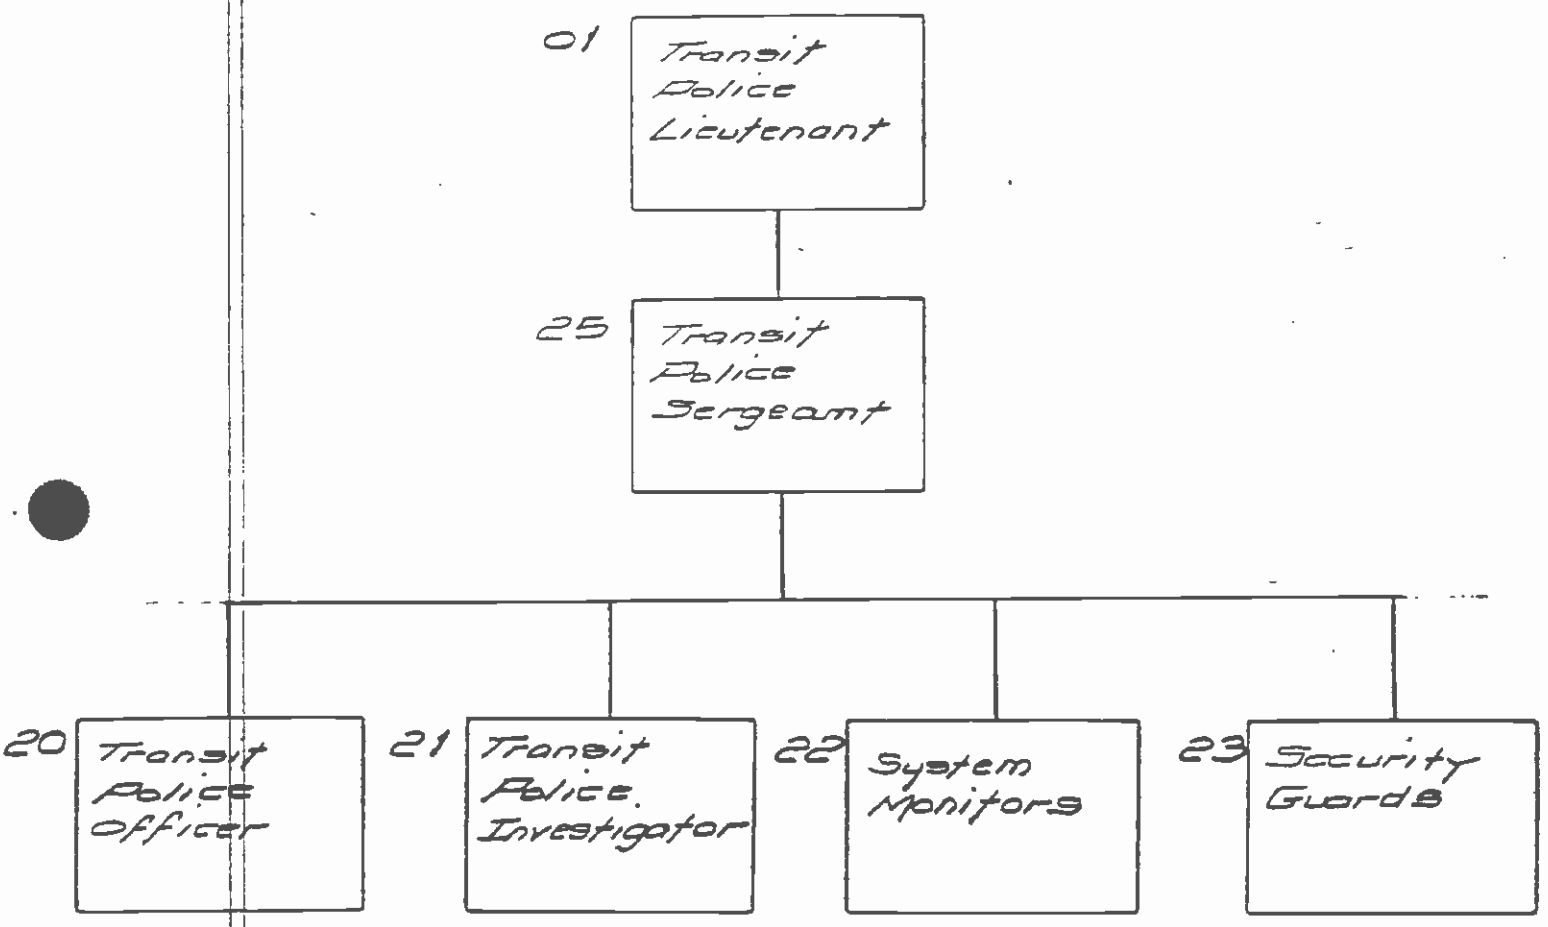 01
Transit
Police
Lieutenant
25
Transit
Police
Sergeamt
20
Transit
Police
Officer
21
Transit
Police.
Investigator
22
System
Monitors
23
Security
Guards